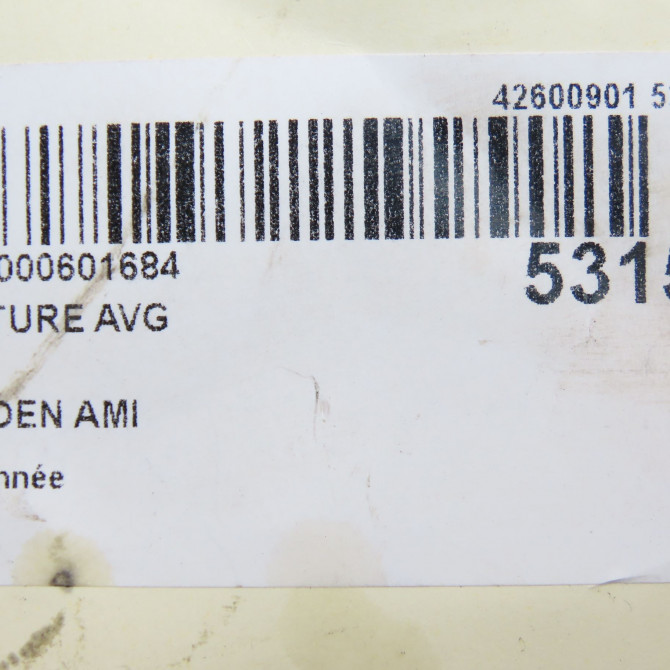 42600901 5
000601684
5315
TURE AVG
DEN AMI
nnée